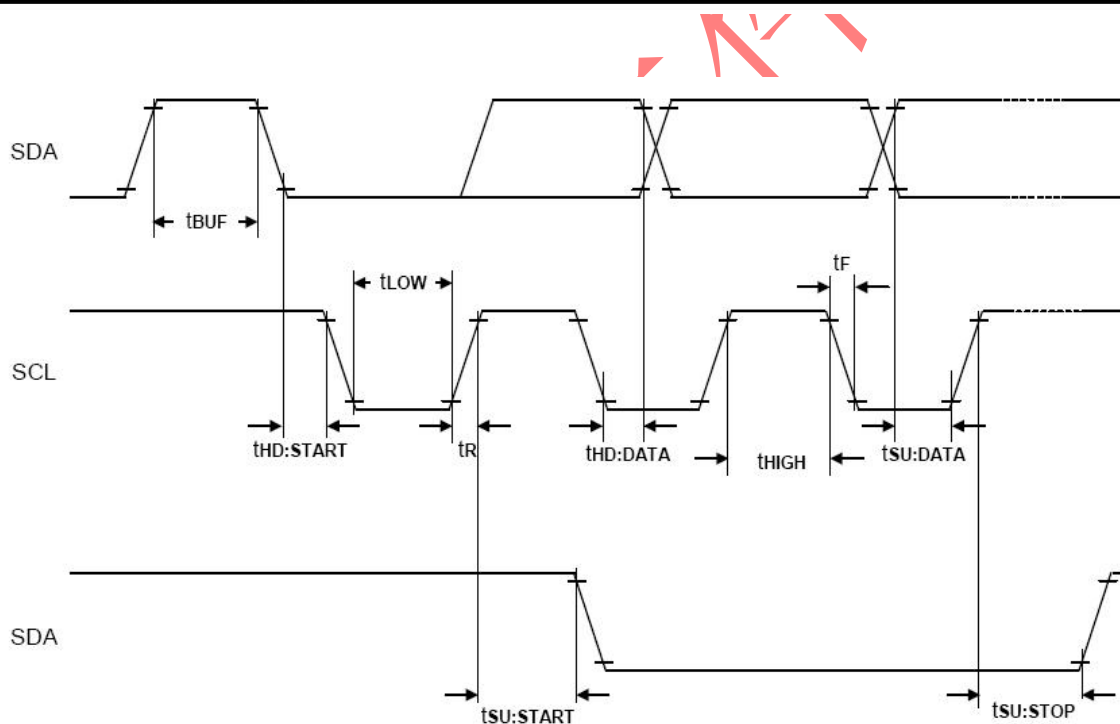 SDA
tBUF
tLOW
tF
SCL
tHD:START
tR
tHD:DATA
tHIGH
tSU:DATA
SDA
tSU:START
tSU:STOP